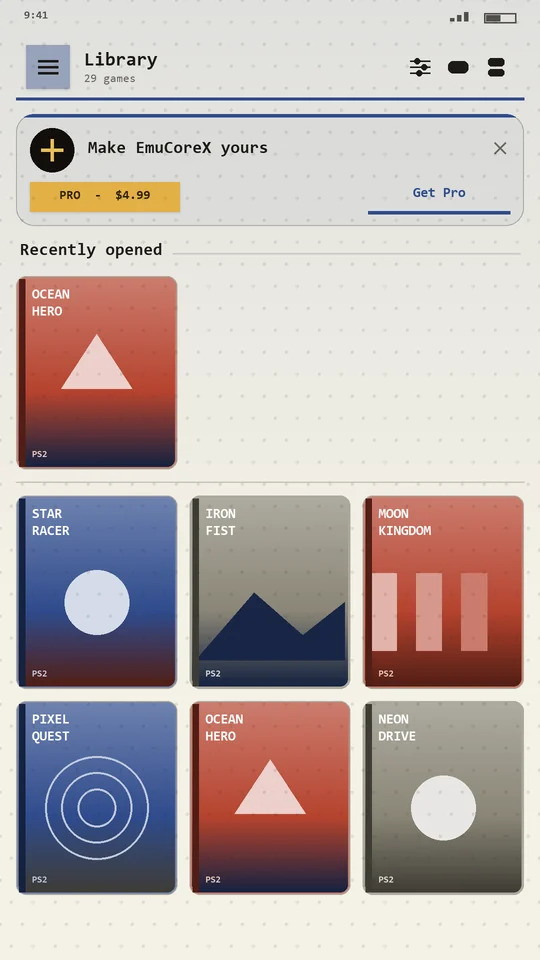 9:41
Library
29 games
Make EmuCoreX yours
PRO - $4.99
Get Pro
Recently opened
OCEAN
HERO
PS2
STAR
RACER
PS2
IRON
FIST
PS2
MOON
KINGDOM
PS2
PIXEL
QUEST
PS2
OCEAN
HERO
PS2
NEON
DRIVE
PS2